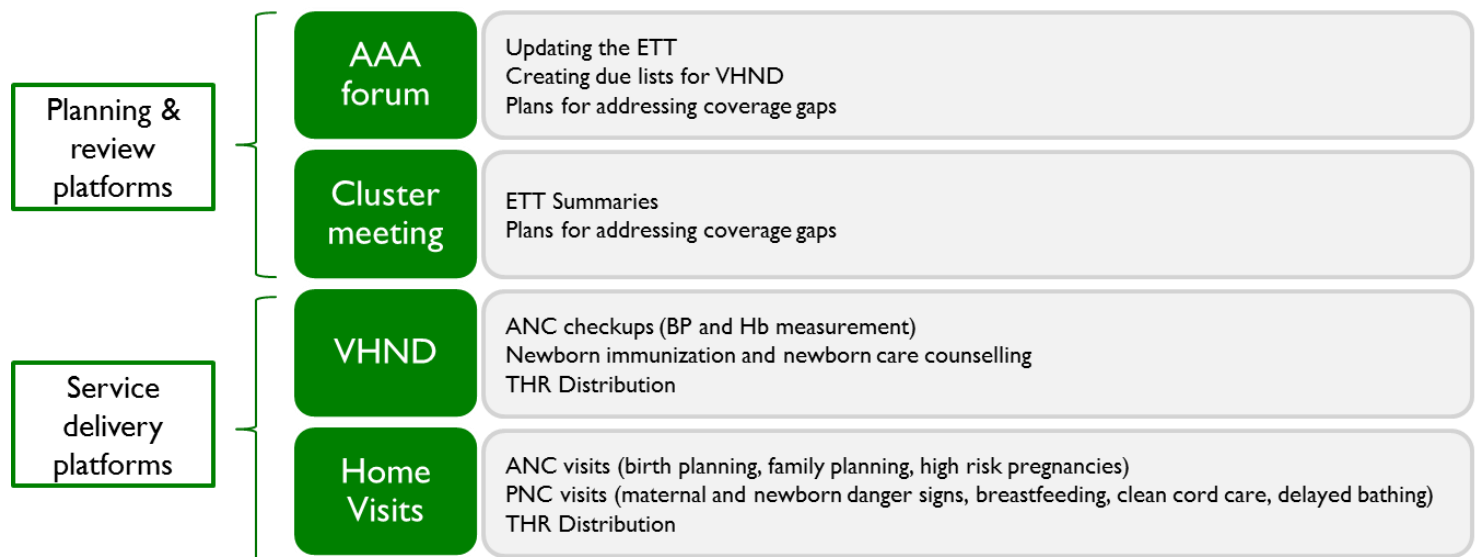 Planning &
review
platforms
AAA
forum
Updating the ETT
Creating due lists for VHND
Plans for addressing coverage gaps
Cluster
meeting
ETT Summaries
Plans for addressing coverage gaps
Service
delivery
platforms
VHND
ANC checkups (BP and Hb measurement)
Newborn immunization and newborn care counselling
THR Distribution
Home
Visits
ANC visits (birth planning, family planning, high risk pregnancies)
PNC visits (maternal and newborn danger signs, breastfeeding, clean cord care, delayed bathing)
THR Distribution